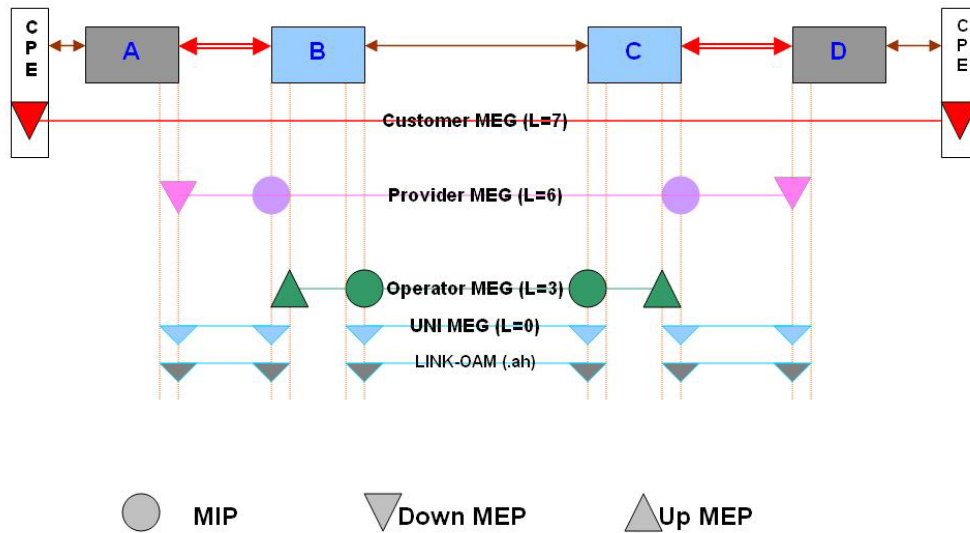 C
P
E
A
B
C
D
C
P
E
Customer MEG (L=7)
Provider MEG (L=6)
Operator MEG (L=3)
UNI MEG (L=0)
LINK-OAM (.ah)
MIP
Down MEP
Up MEP